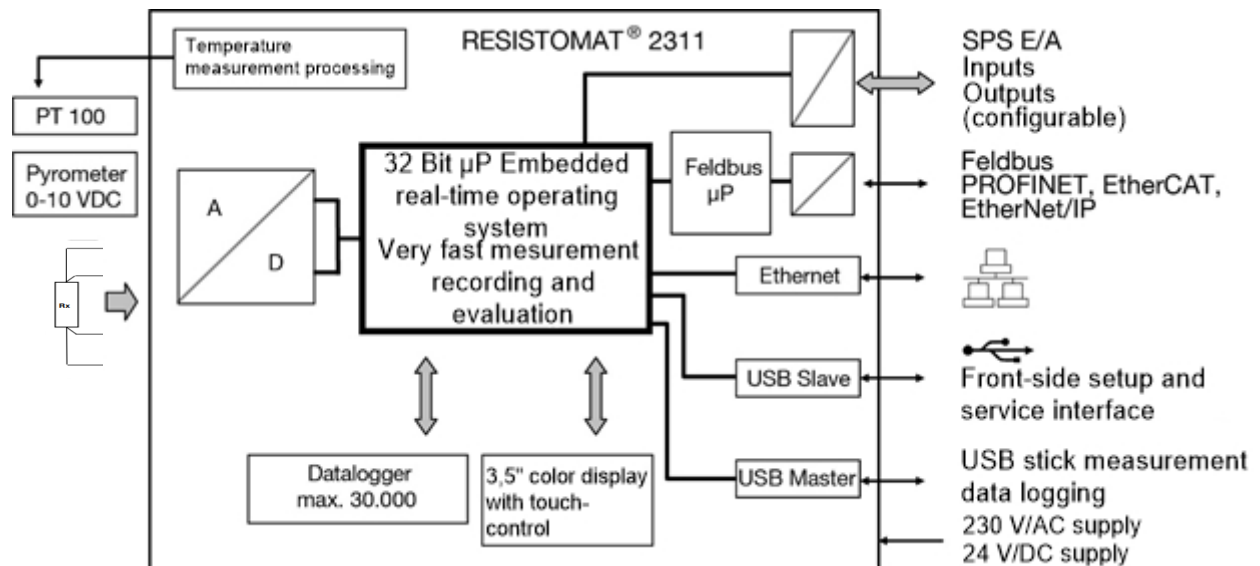 RESISTOMAT® 2311
Temperature
measurement processing
PT 100
Pyrometer
0-10 VDC
Rx
A
D
32 Bit µP Embedded
real-time operating
system
Very fast mesurement
recording and
evaluation
Feldbus
µP
Ethernet
USB Slave
USB Master
Datalogger
max. 30.000
3,5" color display
with touch-
control
SPS E/A
Inputs
Outputs
(configurable)
Feldbus
PROFINET, EtherCAT,
EtherNet/IP
Front-side setup and
service interface
USB stick measurement
data logging
230 V/AC supply
24 V/DC supply